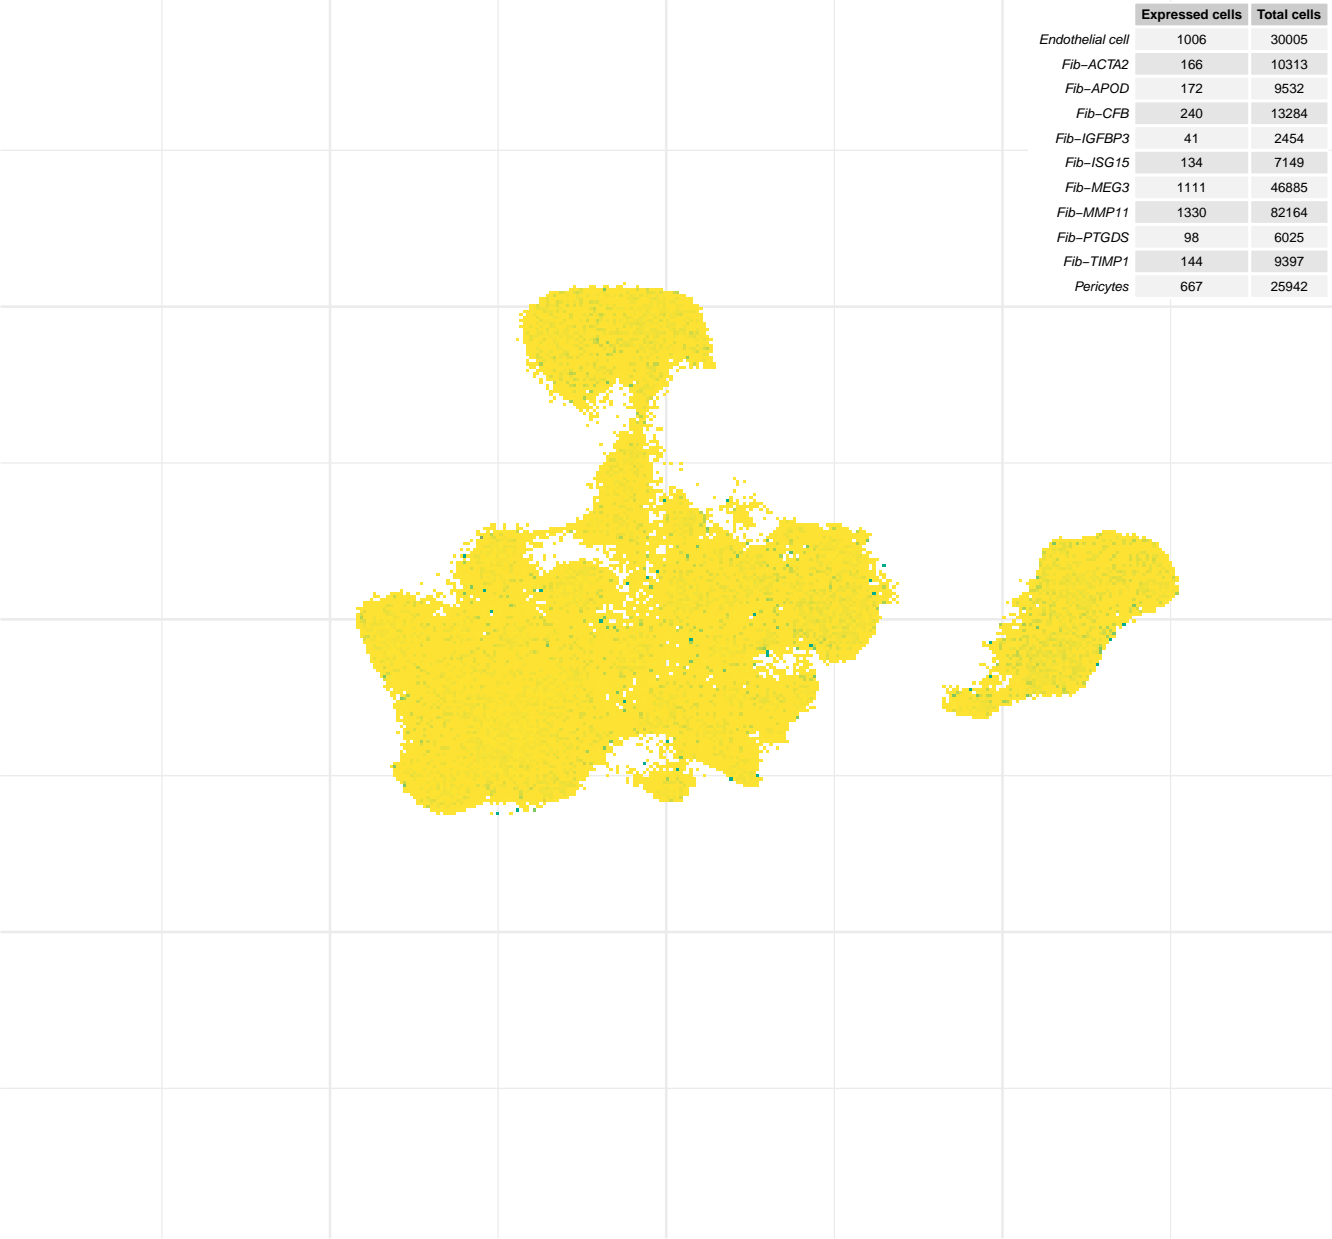 Expressed cells Total cells
Endothelial cell 1006 30005
Fib−ACTA2 166 10313
Fib−APOD 172 9532
Fib−CFB 240 13284
Fib−IGFBP3 41 2454
Fib−ISG15 134 7149
Fib−MEG3 1111 46885
Fib−MMP11 1330 82164
Fib−PTGDS 98 6025
Fib−TIMP1 144 9397
Pericytes 667 25942